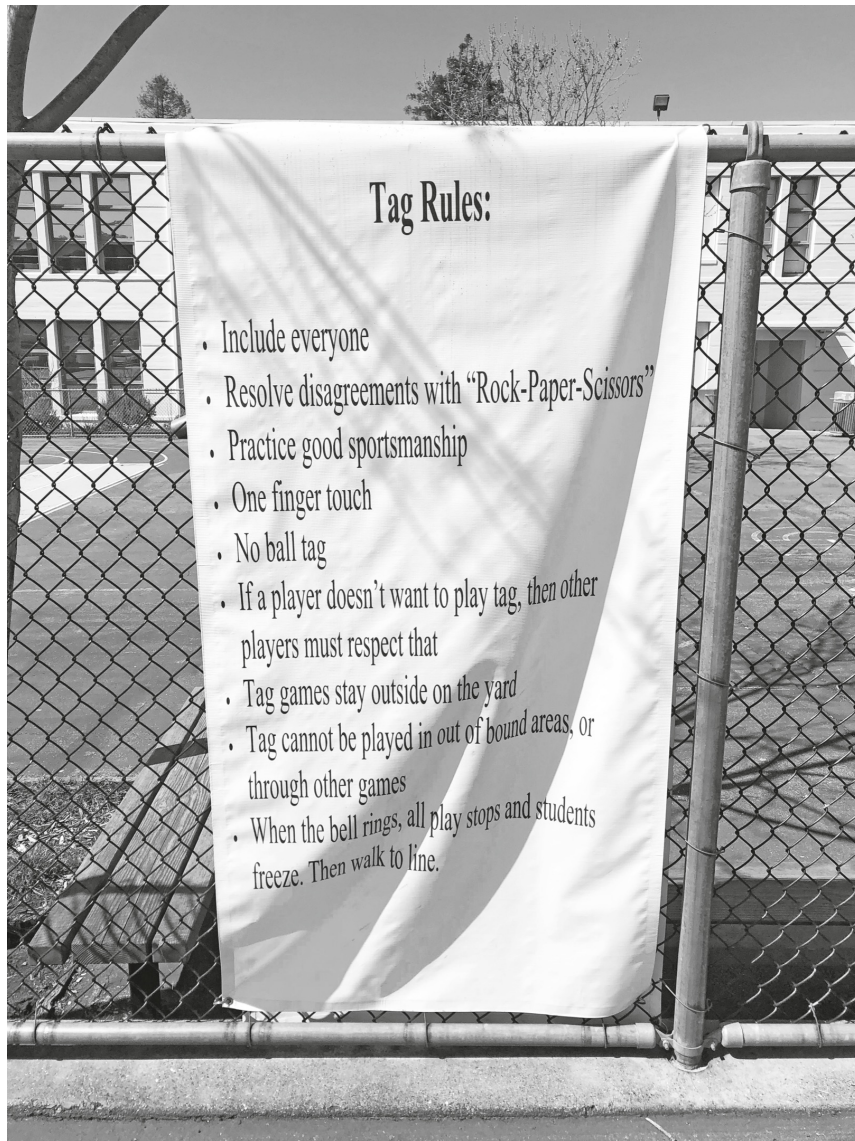 Tag Rules:
• Include everyone
• Resolve disagreements with “Rock-Paper-Scissors”
• Practice good sportsmanship
• One finger touch
• No ball tag
• If a player doesn’t want to play tag, then other
players must respect that
• Tag games stay outside on the yard
• Tag cannot be played in out of bound areas, or
through other games
• When the bell rings, all play stops and students
freeze. Then walk to line.